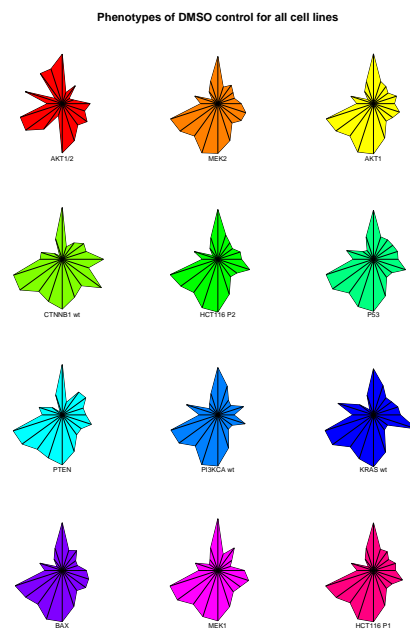 Phenotypes of DMSO control for all cell lines
AKT1/2
MEK2
AKT1
CTNNB1 wt
HCT116 P2
P53
PTEN
PI3KCA wt
KRAS wt
BAX
MEK1
HCT116 P1